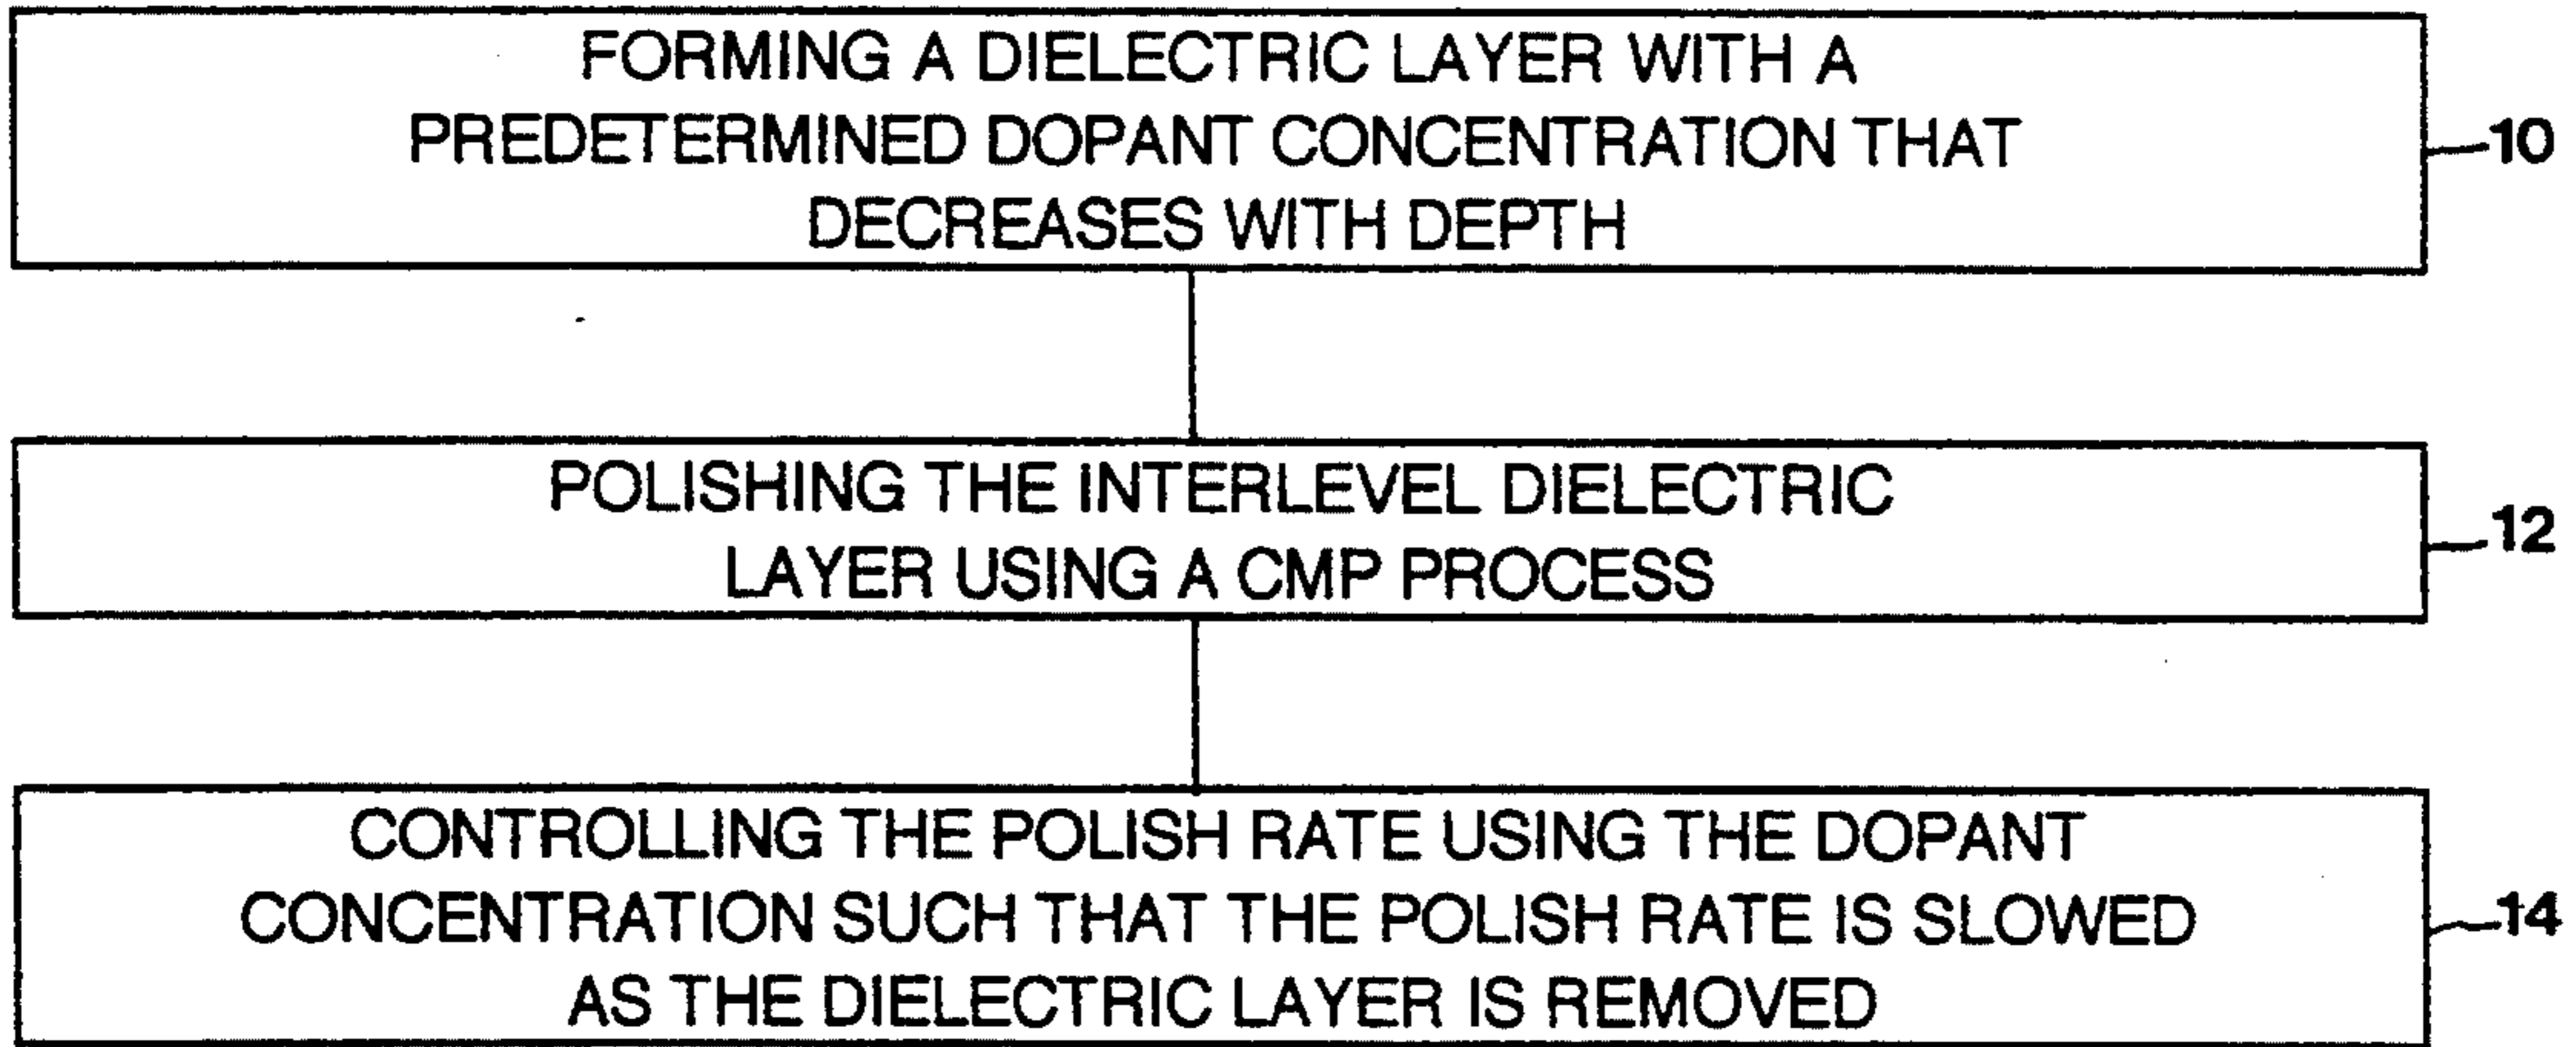 FORMING A DIELECTRIC LAYER WITH A
PREDETERMINED DOPANT CONCENTRATION THAT
DECREASES WITH DEPTH
10
POLISHING THE INTERLEVEL DIELECTRIC
LAYER USING A CMP PROCESS
12
CONTROLLING THE POLISH RATE USING THE DOPANT
CONCENTRATION SUCH THAT THE POLISH RATE IS SLOWED
AS THE DIELECTRIC LAYER IS REMOVED
14